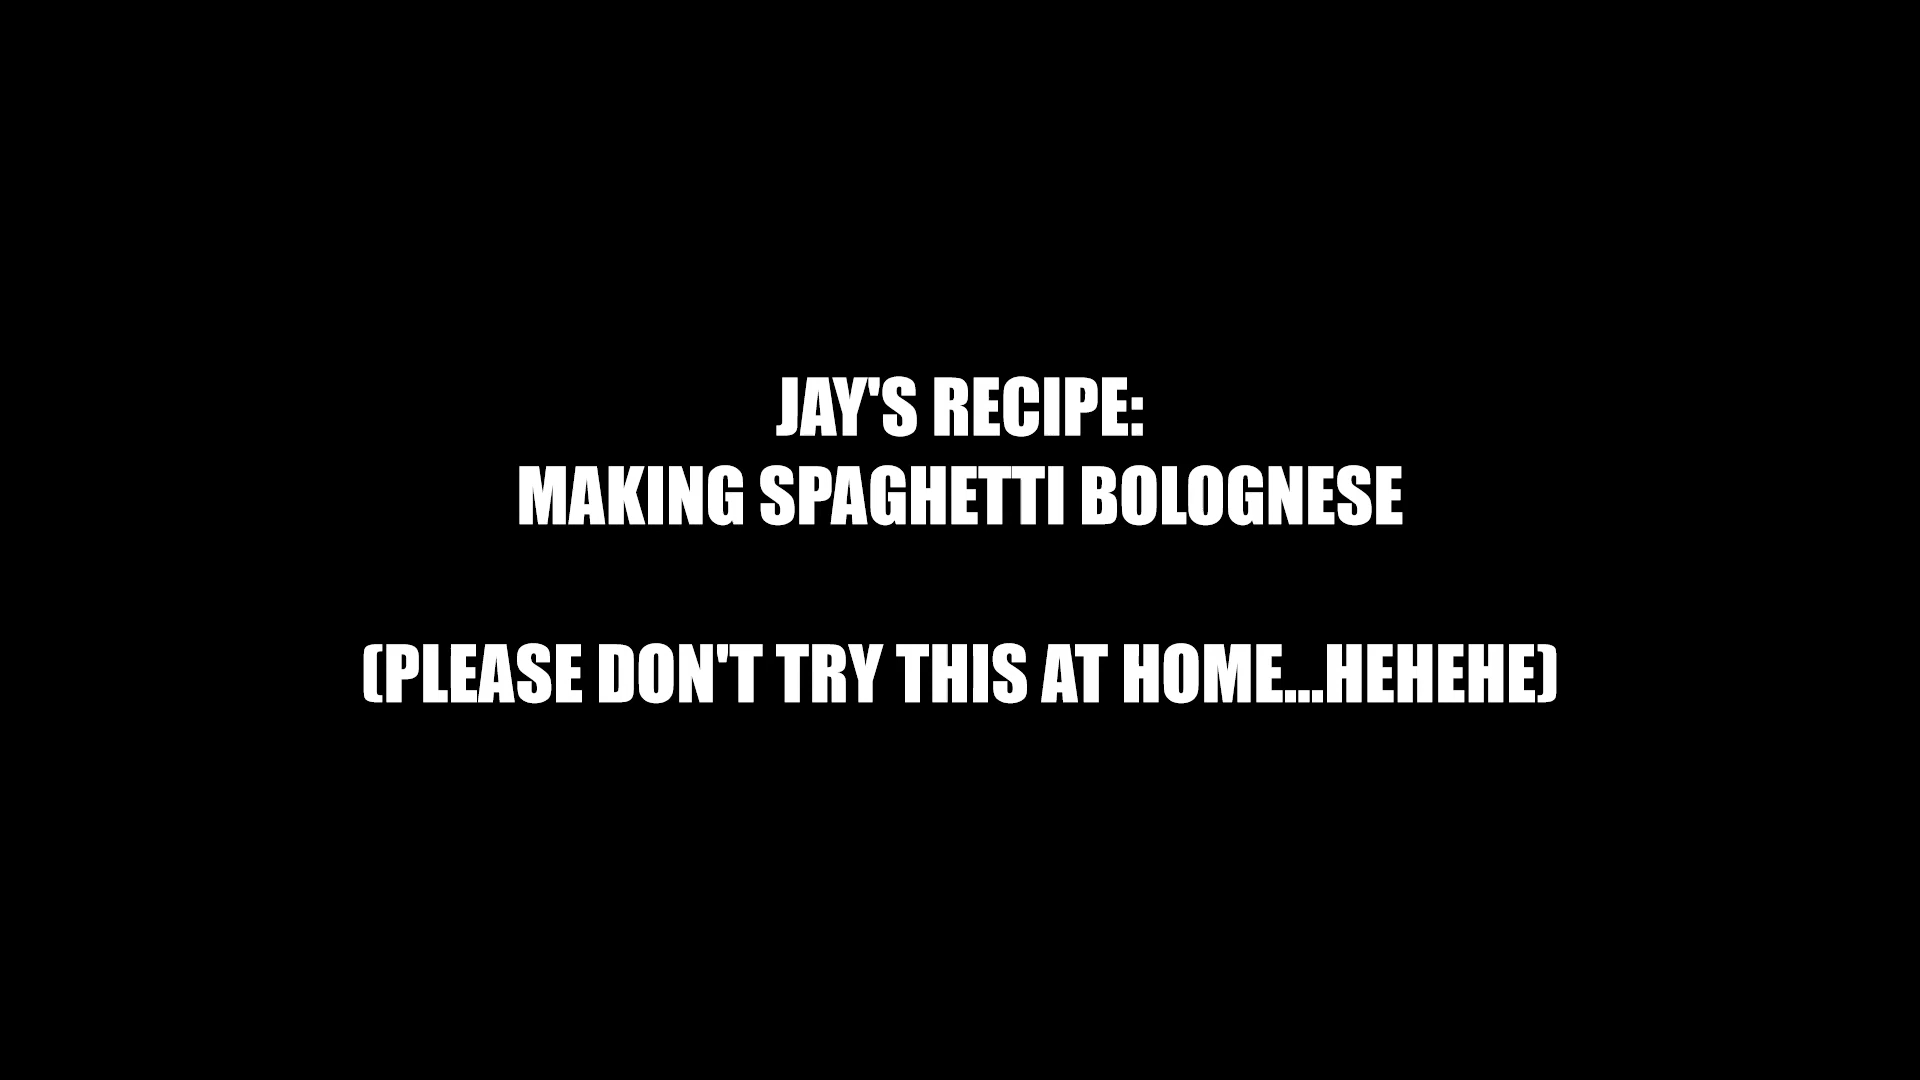 JAY'S RECIPE:
MAKING SPAGHETTI BOLOGNESE
(PLEASE DON'T TRY THIS AT HOME...HEHEHE)